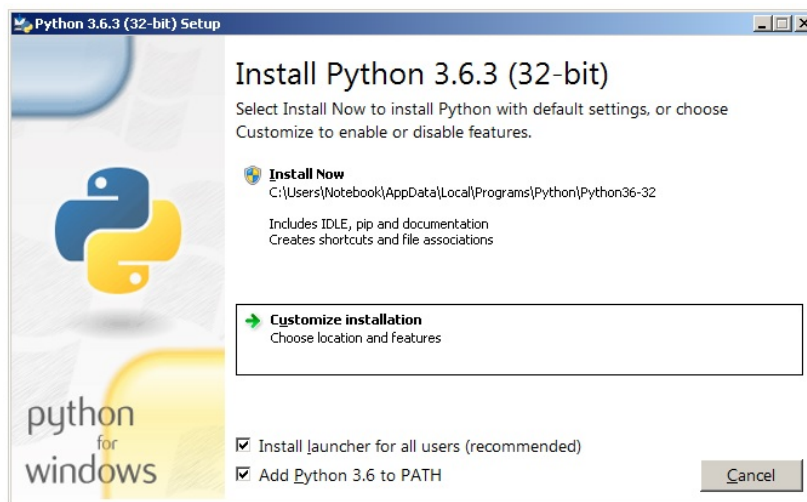 Python 3.6.3 (32-bit) Setup
Install Python 3.6.3 (32-bit)
Select Install Now to install Python with default settings, or choose
Customize to enable or disable features.
Install Now
C:\Users\Notebook\AppData\Local\Programs\Python\Python36-32
Includes IDLE, pip and documentation
Creates shortcuts and file associations
Customize installation
Choose location and features
python
for
windows
Install launcher for all users (recommended)
Add Python 3.6 to PATH
Cancel